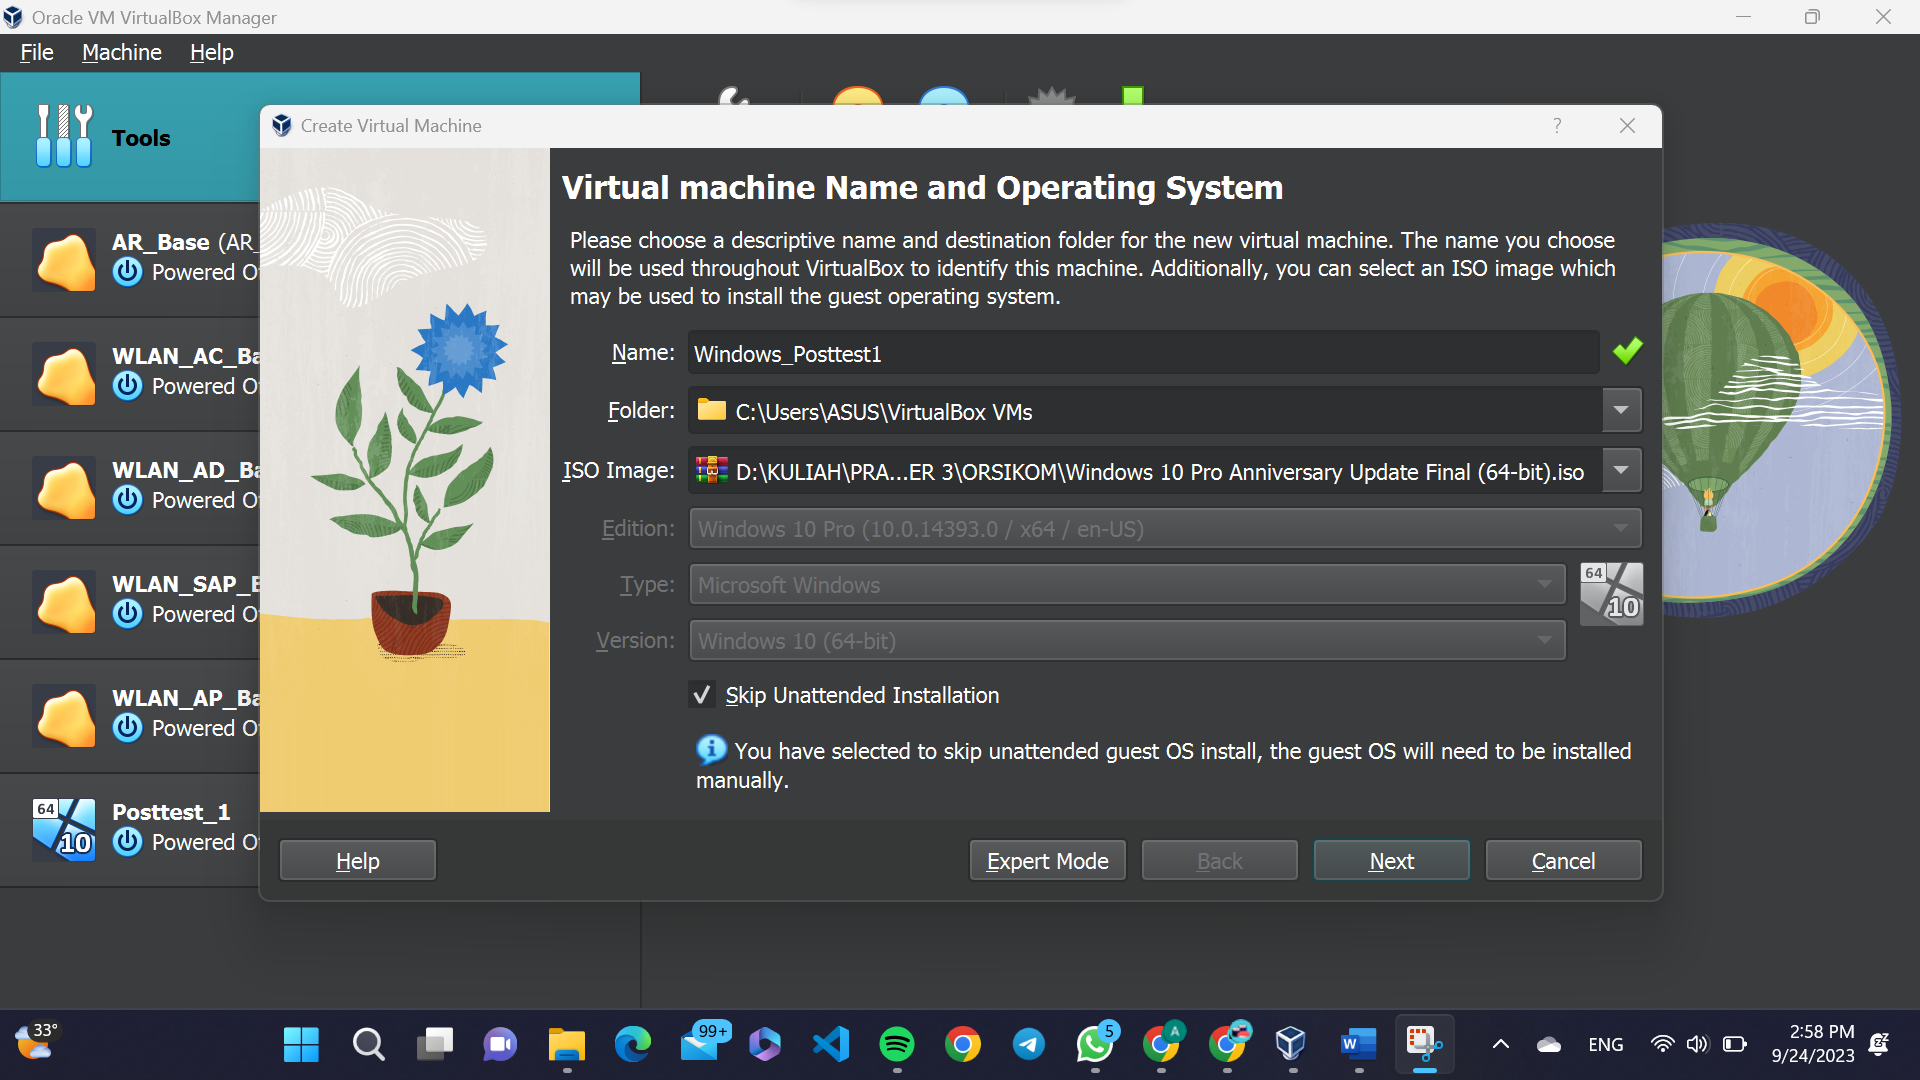 Oracle VM VirtualBox Manager
File Machine Help
Tools
AR_Base (AR_
Powered
WLAN_AC_Ba
Powered
WLAN_AD_Ba
Powered
WLAN_SAP_
Powered
WLAN_AP_Ba
Powered
64
10
Posttest_1
Powered
Create Virtual Machine
?
Virtual machine Name and Operating System
Please choose a descriptive name and destination folder for the new virtual machine. The name you choose
will be used throughout VirtualBox to identify this machine. Additionally, you can select an ISO image which
may be used to install the guest operating system.
Name: Windows_Posttest1
Folder: C:\Users\ASUS\VirtualBox VMs
ISO Image: D:\KULIAH\PRA...ER 3\ORSIKOM\Windows 10 Pro Anniversary Update Final (64-bit).iso
Edition: Windows 10 Pro (10.0.14393.0 / x64 / en-US)
Type: Microsoft Windows
64
10
Version: Windows 10 (64-bit)
Skip Unattended Installation
You have selected to skip unattended guest OS install, the guest OS will need to be installed
manually.
Help Expert Mode Back Next Cancel
33°
99+
5
A
W
ENG
2:58 PM
9/24/2023